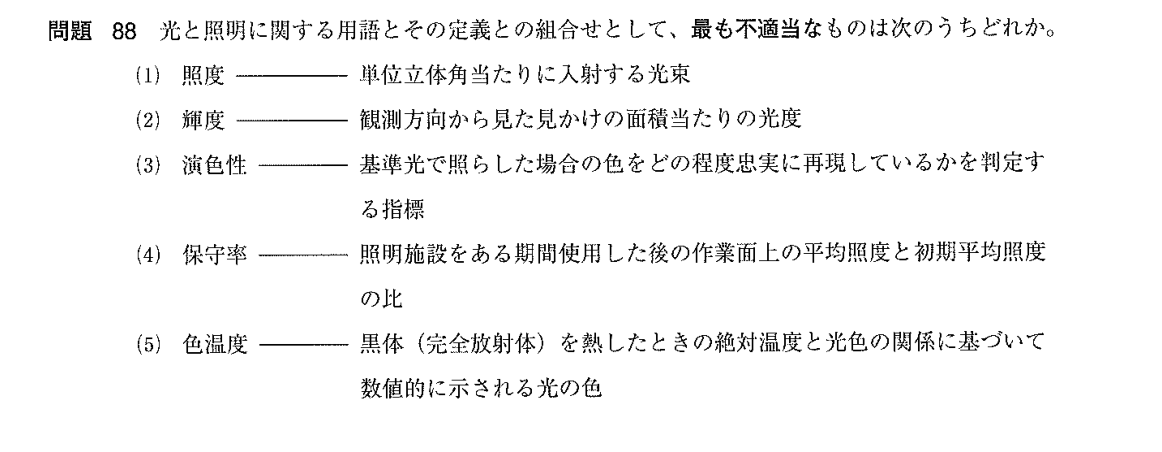 問題 88 光と照明に関する用語とその定義との組合せとして、最も不適当なものは次のうちどれか。
(1) 照度 ――――― 単位立体角当たりに入射する光束
(2) 輝度 ――――― 観測方向から見た見かけの面積当たりの光度
(3) 演色性 ―――― 基準光で照らした場合の色をどの程度忠実に再現しているかを判定す
る指標
(4) 保守率 ―――― 照明施設をある期間使用した後の作業面上の平均照度と初期平均照度
の比
(5) 色温度 ―――― 黒体（完全放射体）を熱したときの絶対温度と光色の関係に基づいて
数値的に示される光の色